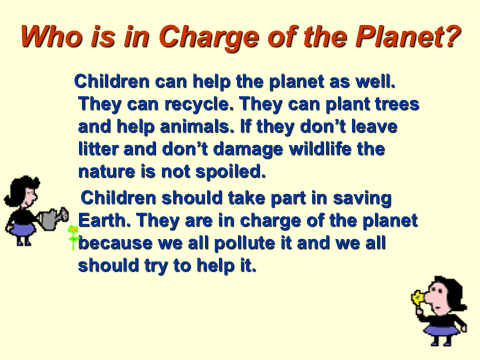 Who is in Charge of the Planet?
Children can help the planet as well.
They can recycle. They can plant trees
and help animals. If they don’t leave
litter and don’t damage wildlife the
nature is not spoiled.
Children should take part in saving
Earth. They are in charge of the planet
because we all pollute it and we all
should try to help it.